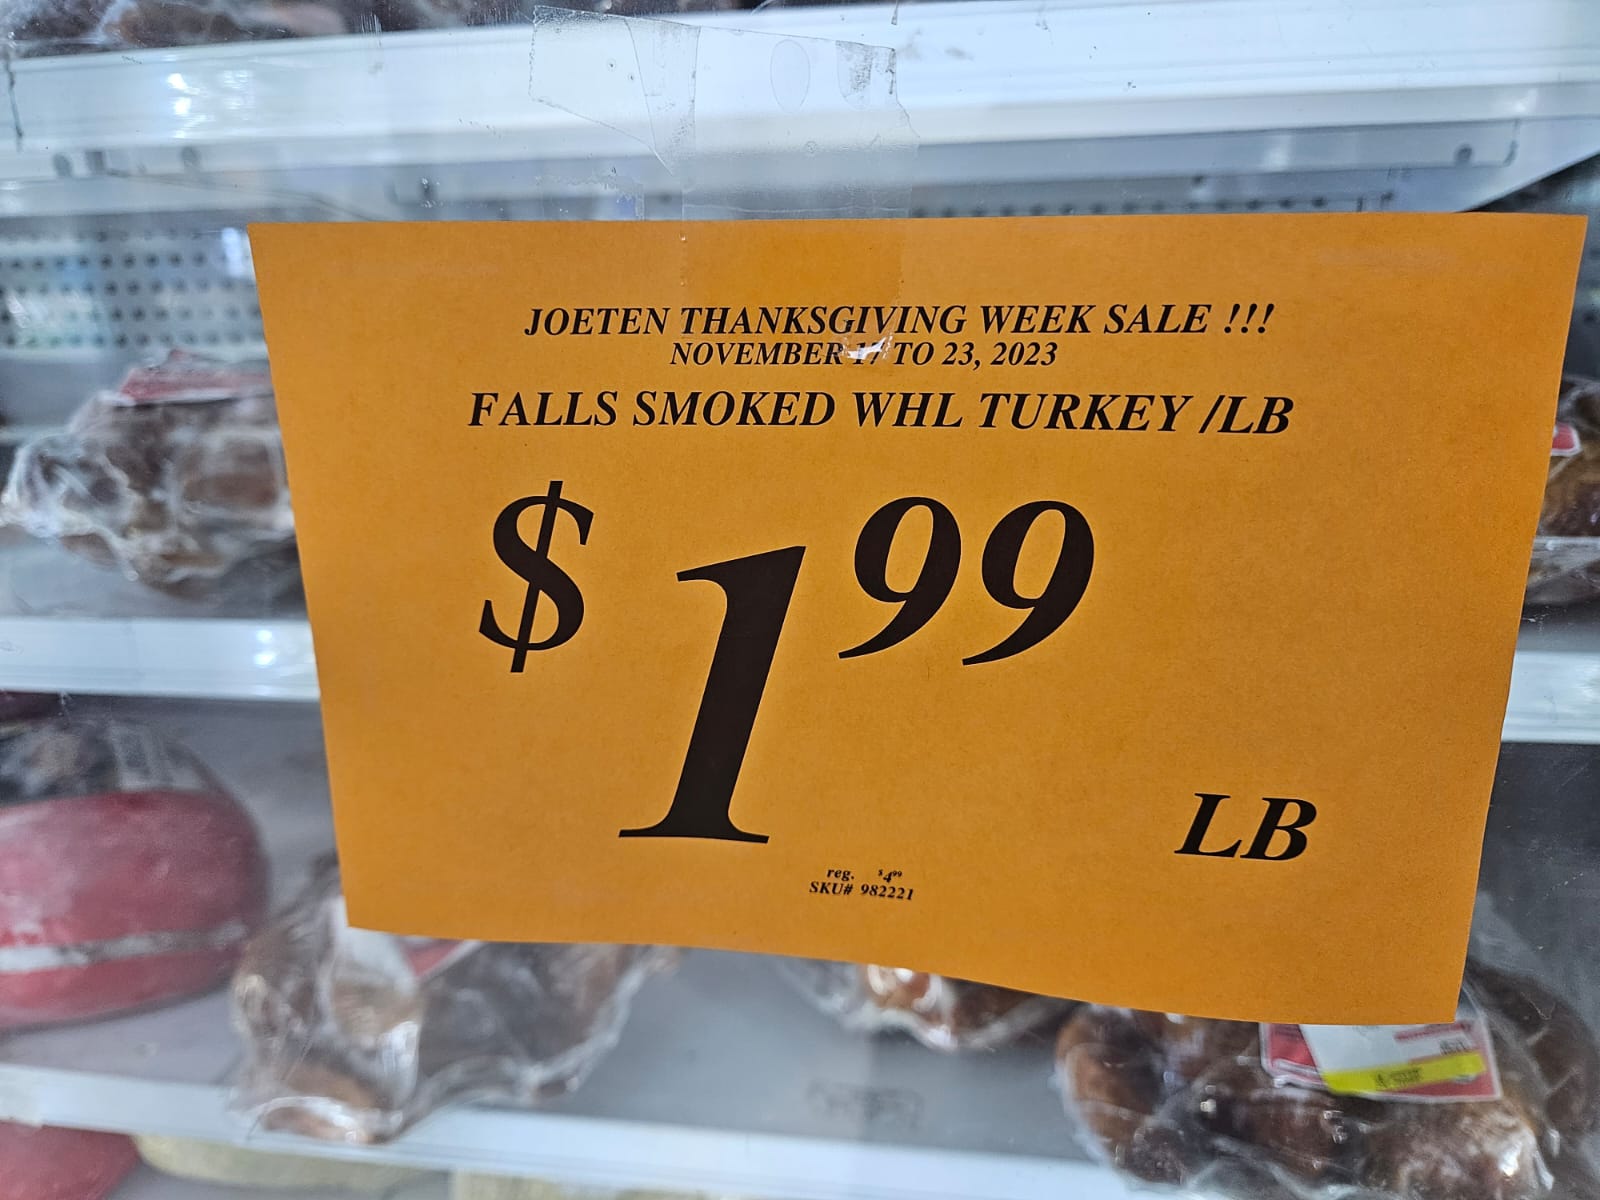 JOETEN THANKSGIVING WEEK SALE !!!
NOVEMBER 17 TO 23, 2023
FALLS SMOKED WHL TURKEY /LB
$ 1 99
LB
reg. $4 99
SKU# 982221